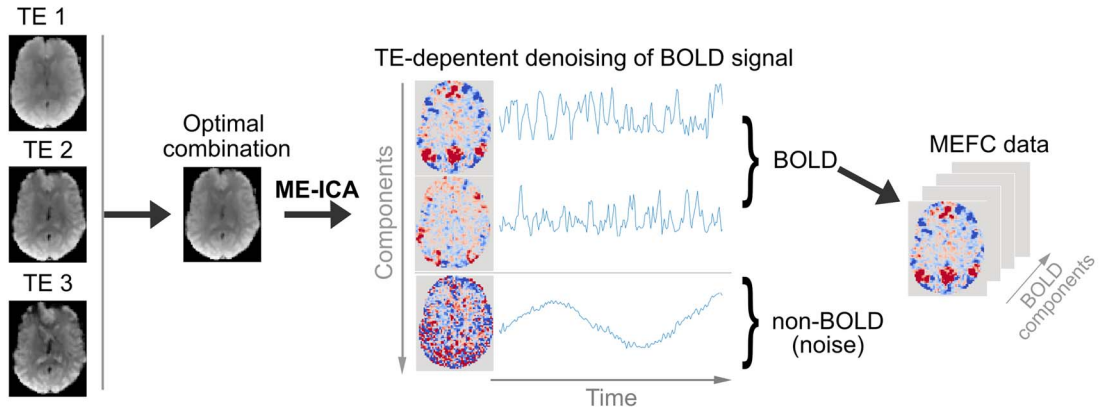 TE 1
TE 2
TE 3
Optimal
combination
ME-ICA
TE-depentent denoising of BOLD signal
Components
Time
BOLD
non-BOLD
(noise)
MEFC data
BOLD
components